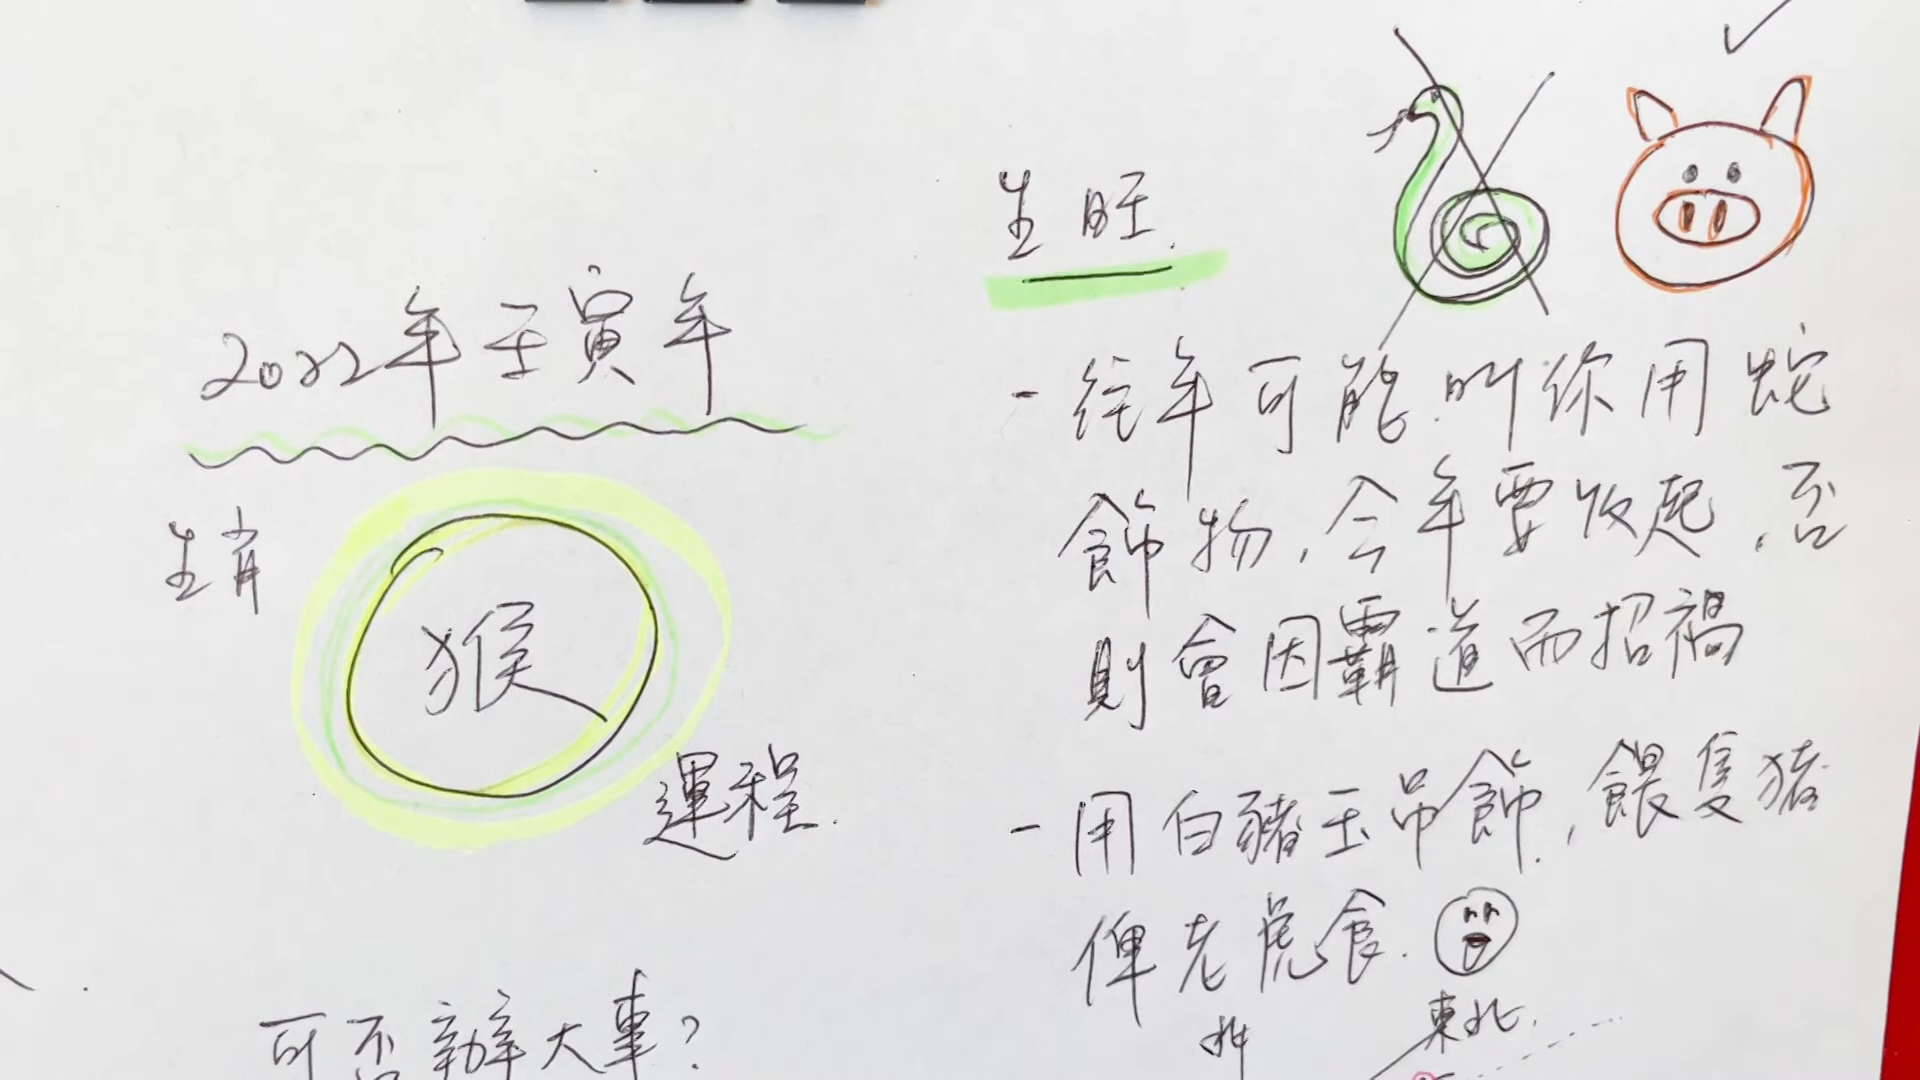 2022年壬寅年
生肖
猴
運程.
可否辦大事?
生旺.
- 往年可能叫你用蛇
飾物,今年要收起,否
則會因霸道而招禍
- 用白豬玉吊飾,餵隻猪
俾老虎食.
東北.